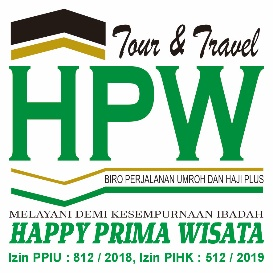 Tour & Travel
HPW
BIRO PERJALANAN UMROH DAN HAJI PLUS
MELAYANI DEMI KESEMPURNAAN IBADAH
HAPPY PRIMA WISATA
Izin PPIU : 812 / 2018, Izin PIHK : 512 / 2019